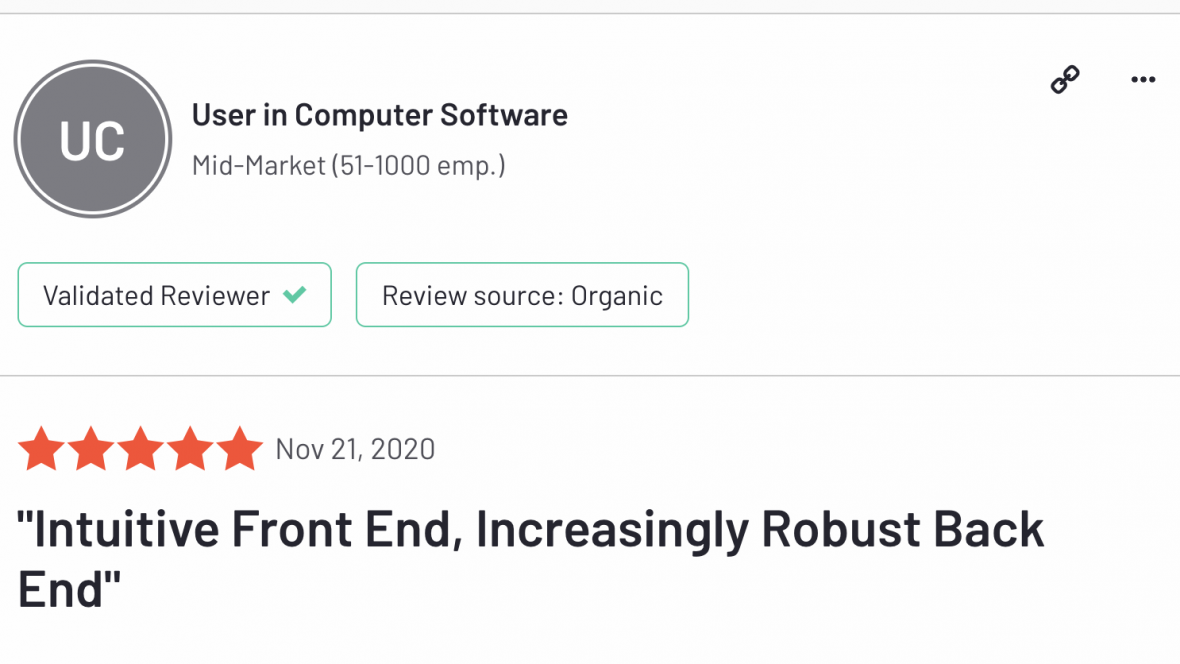 UC
User in Computer Software
Mid-Market (51-1000 emp.)
Validated Reviewer
Review source: Organic
Nov 21, 2020
"Intuitive Front End, Increasingly Robust Back
End"